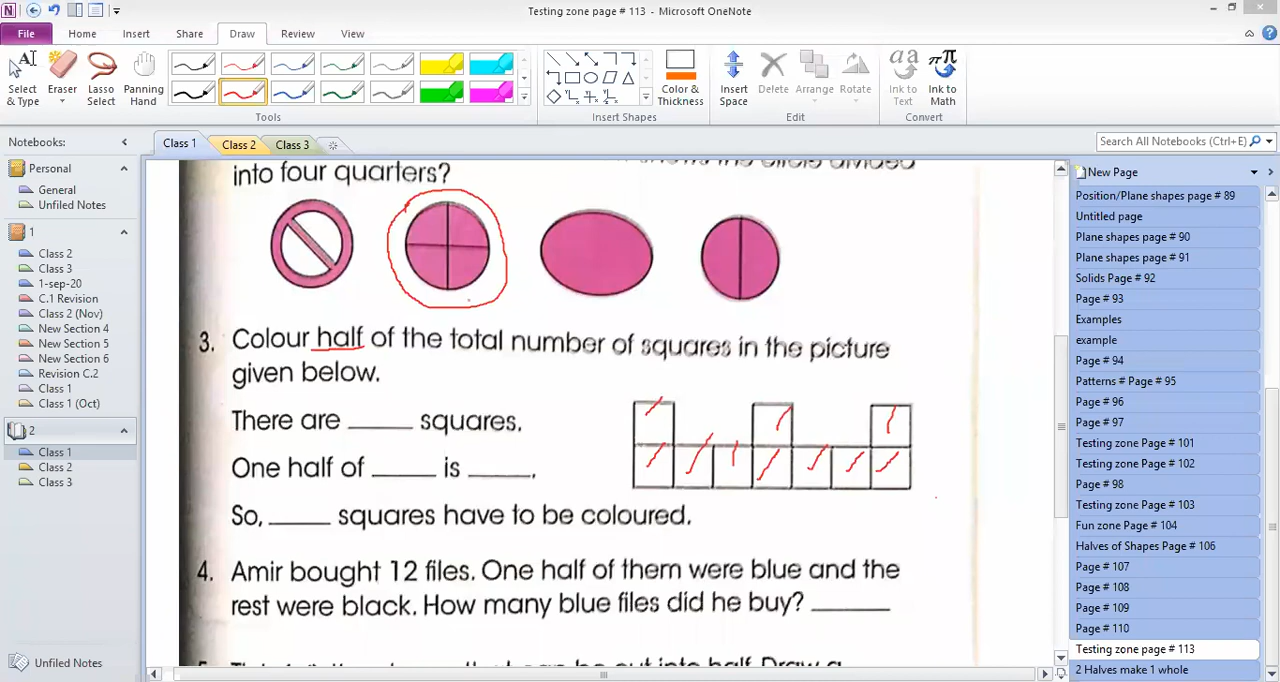 Testing zone page # 113 - Microsoft OneNote
File Home Insert Share Draw Review View
Select & Type
Eraser
Lasso Select
Panning Hand
Color & Thickness
Insert Space
Delete
Arrange
Rotate
Ink to Text
Ink to Math
Tools
Insert Shapes
Edit
Convert
Notebooks:
Personal
General
Unfiled Notes
1
Class 2
Class 3
1-sep-20
C.1 Revision
Class 2 (Nov)
New Section 4
New Section 5
New Section 6
Revision C.2
Class 1
Class 1 (Oct)
2
Class 1
Class 2
Class 3
Unfiled Notes
Class 1 Class 2 Class 3
Search All Notebooks (Ctrl+E)
into four quarters?
3. Colour half of the total number of squares in the picture
given below.
There are ______ squares.
One half of ______ is ______.
So, ______ squares have to be coloured.
4. Amir bought 12 files. One half of them were blue and the
rest were black. How many blue files did he buy? ______
New Page
Position/Plane shapes page # 89
Untitled page
Plane shapes page # 90
Plane shapes page # 91
Solids Page # 92
Page # 93
Examples
example
Page # 94
Patterns # Page # 95
Page # 96
Page # 97
Testing zone Page # 101
Testing zone Page # 102
Page # 98
Testing zone Page # 103
Fun zone Page # 104
Halves of Shapes Page # 106
Page # 107
Page # 108
Page # 109
Page # 110
Testing zone page # 113
2 Halves make 1 whole